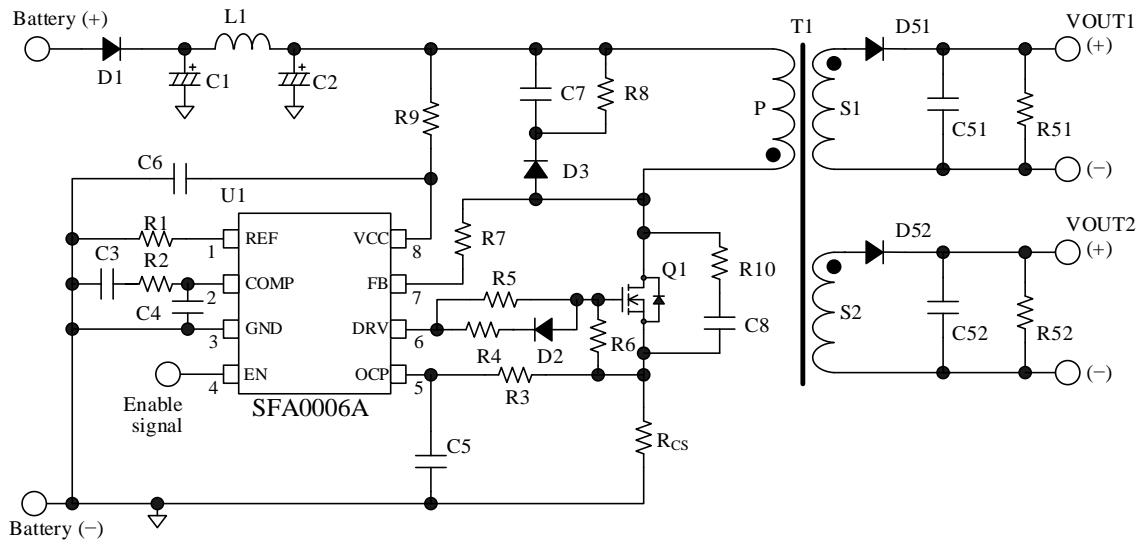 Battery (+)
L1
T1
D51
VOUT1
(+)
D1
C1
C2
C7
R8
R9
P
S1
C51
R51
C6
D3
(−)
U1
R1
REF
VCC
1
8
R7
C3
R2
COMP
FB
2
7
C4
GND
DRV
3
6
R5
Q1
R10
R4
D2
R6
C8
EN
OCP
4
5
R3
Enable
signal
SFA0006A
C5
RCS
D52
VOUT2
(+)
S2
C52
R52
(−)
Battery (−)